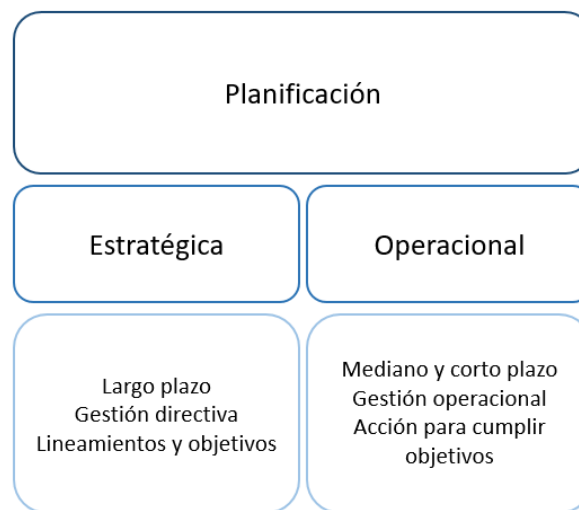 Planificación
Estratégica
Operacional
Largo plazo
Gestión directiva
Lineamientos y objetivos
Mediano y corto plazo
Gestión operacional
Acción para cumplir
objetivos